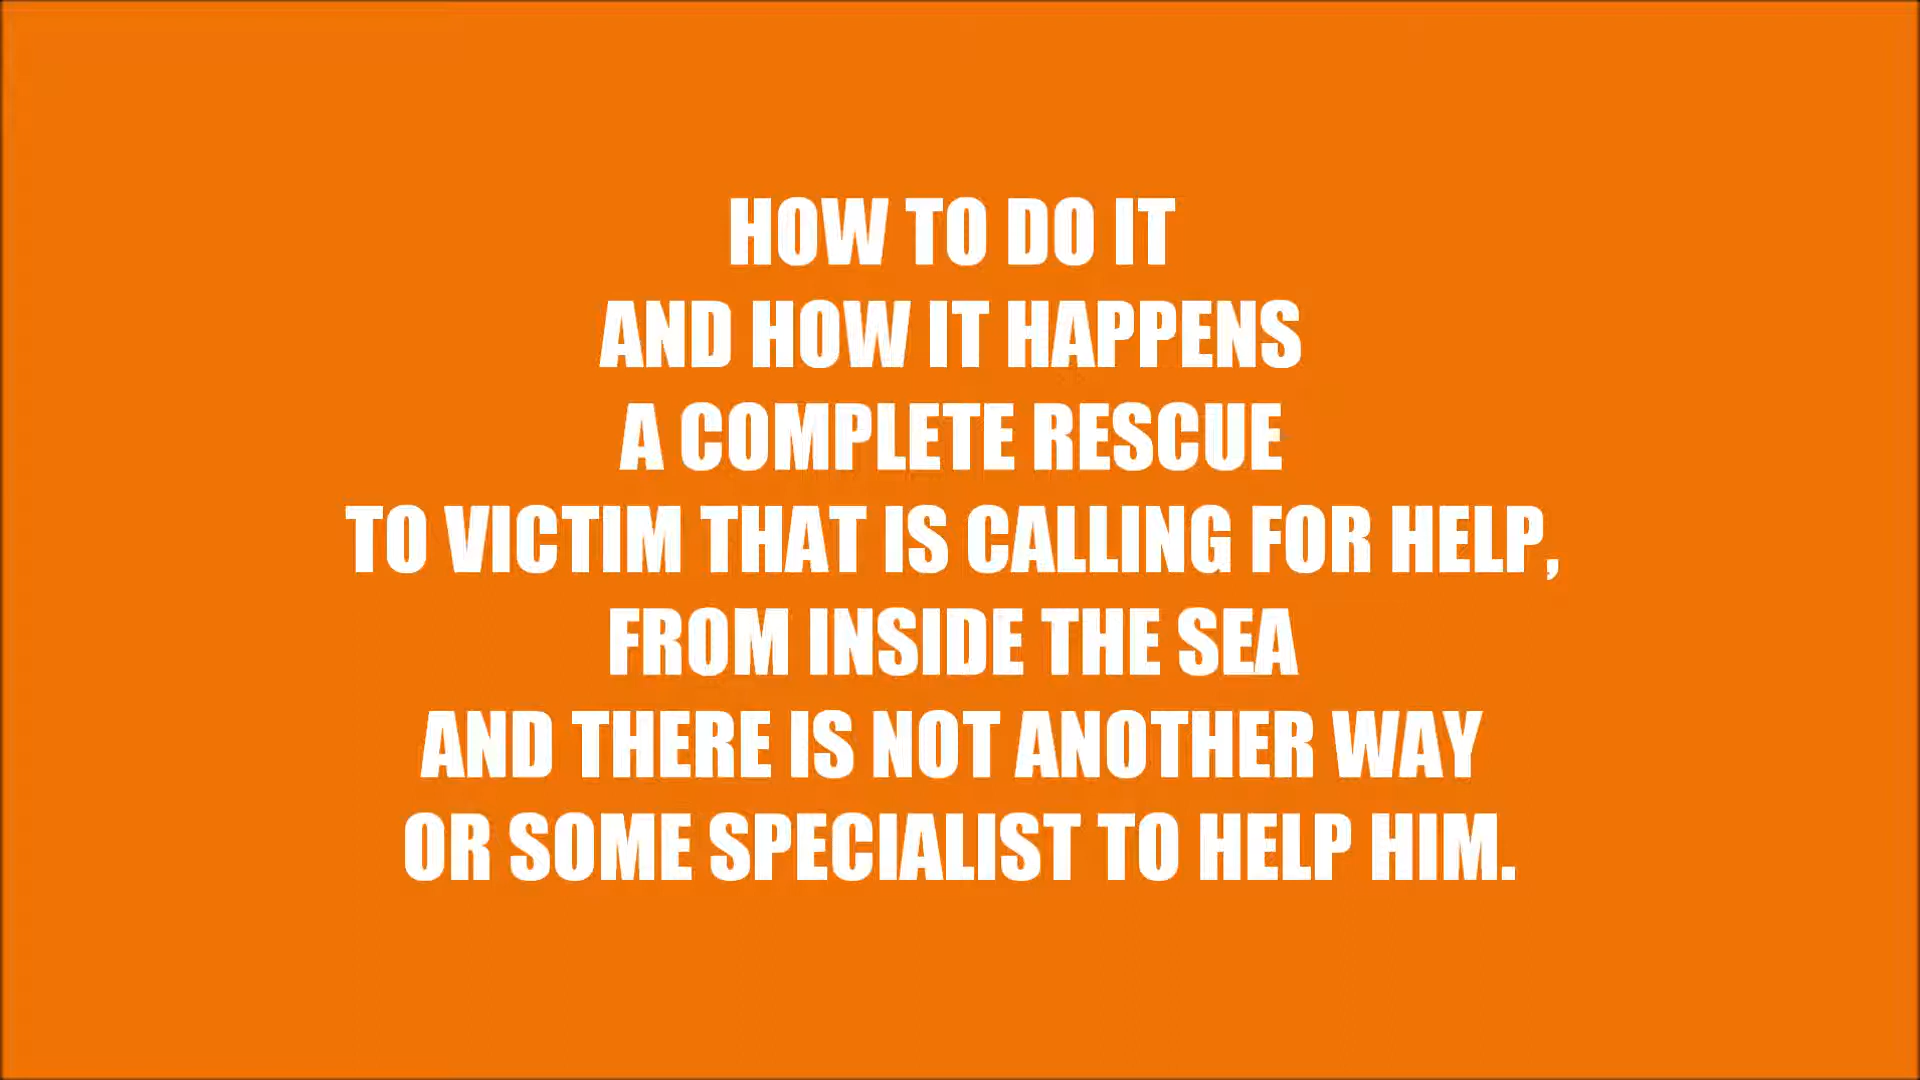 HOW TO DO IT
AND HOW IT HAPPENS
A COMPLETE RESCUE
TO VICTIM THAT IS CALLING FOR HELP,
FROM INSIDE THE SEA
AND THERE IS NOT ANOTHER WAY
OR SOME SPECIALIST TO HELP HIM.